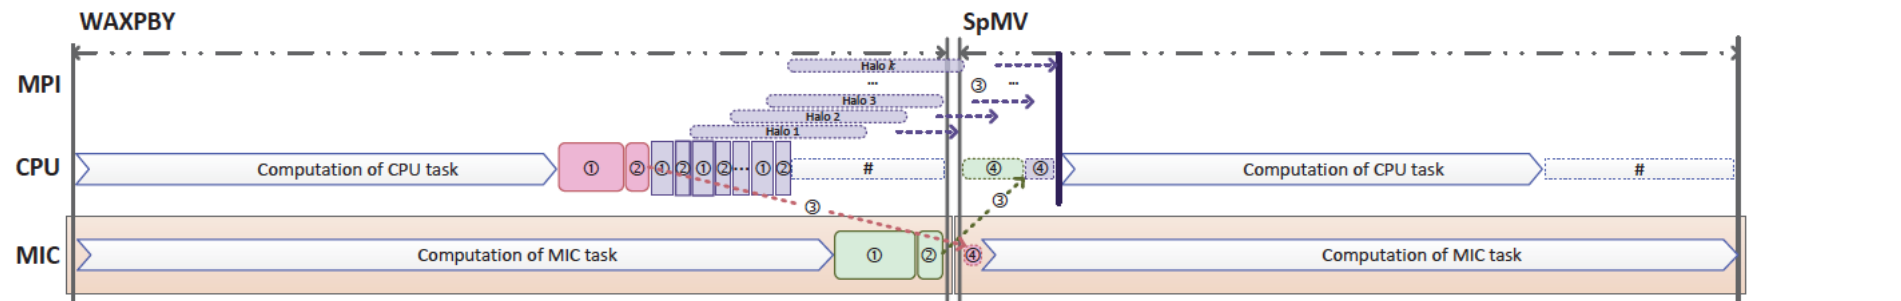 WAXPBY SpMV
MPI
Halo k
...
③ ...
Halo 3
Halo 2
Halo 1
CPU
Computation of CPU task ① ② ① ② ① ② ... ① ② # ④ ④ Computation of CPU task #
③ ③
MIC
Computation of MIC task ① ② ④ Computation of MIC task